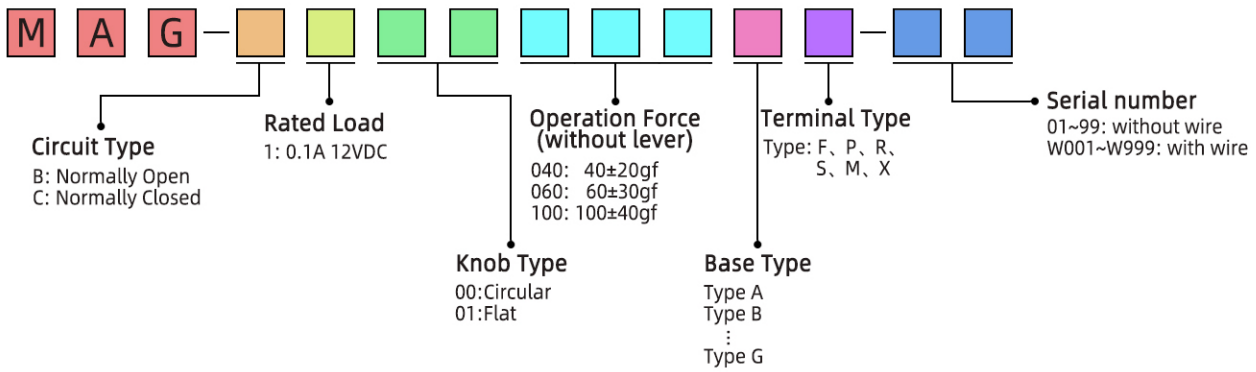 MAG-
Circuit Type
B: Normally Open
C: Normally Closed
Rated Load
1: 0.1A 12VDC
Knob Type
00:Circular
01:Flat
Operation Force
(without lever)
040: 40±20gf
060: 60±30gf
100: 100±40gf
Base Type
Type A
Type B
⋮
Type G
Terminal Type
Type: F、P、R、
S、M、X
Serial number
01~99: without wire
W001~W999: with wire